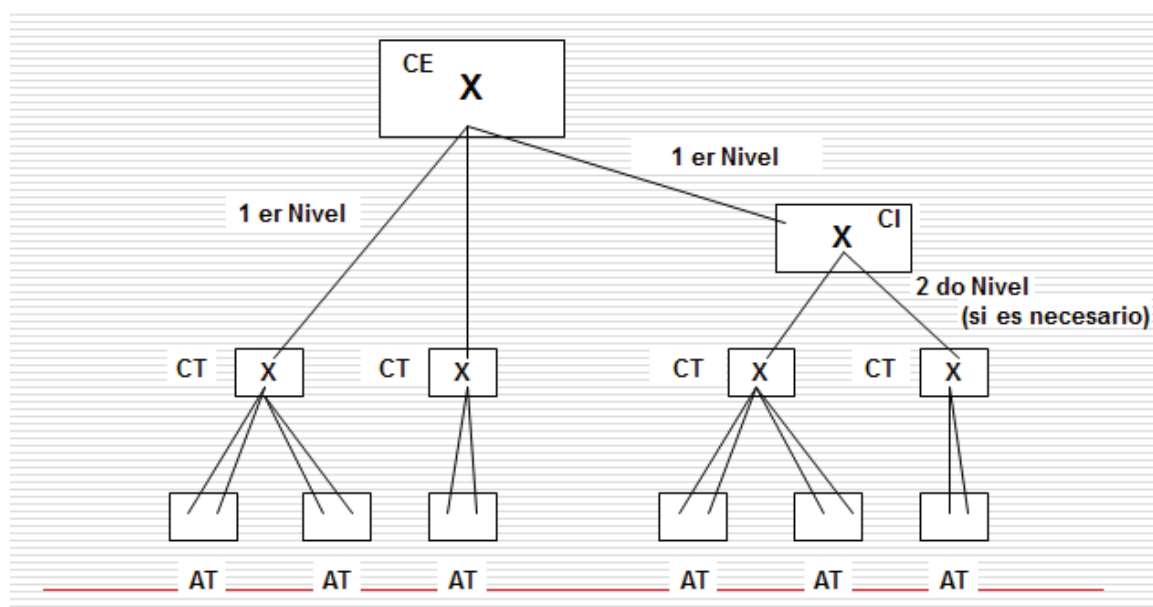 CE
X
1 er Nivel
1 er Nivel
CI
X
2 do Nivel
(si es necesario)
CT X CT X CT X CT X
AT AT AT AT AT AT